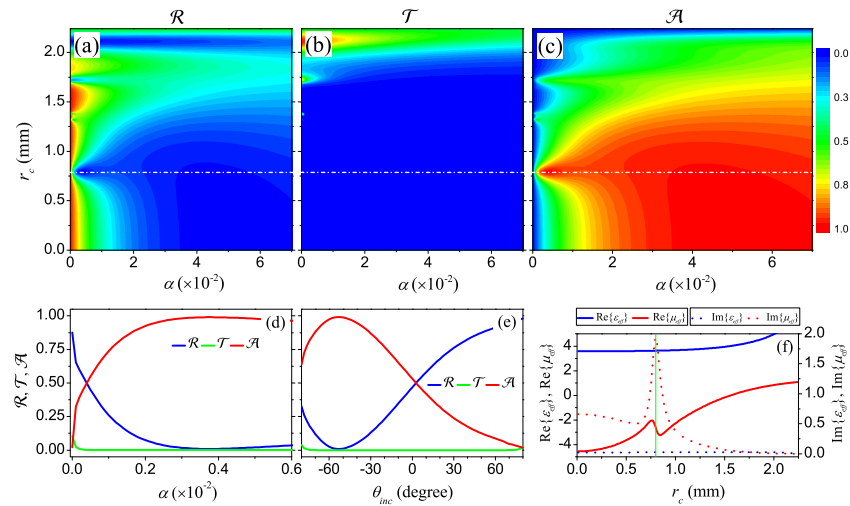 ℛ 𝒯 𝒜
(a) (b) (c)
2.0
1.5
1.0
0.5
0.0
r_c (mm)
0 2 4 6
0 2 4 6
0 2 4 6
α (×10⁻²) α (×10⁻²) α (×10⁻²)
0.0
0.3
0.5
0.8
1.0
1.00
0.75
0.50
0.25
0.00
ℛ, 𝒯, 𝒜
(d)
ℛ 𝒯 𝒜
0.0 0.2 0.4 0.6
α (×10⁻²)
(e)
ℛ 𝒯 𝒜
-60 -30 0 30 60
θ_inc (degree)
Re{ε_eff} Re{μ_eff} Im{ε_eff} Im{μ_eff}
(f)
4
2
0
-2
-4
Re{ε_eff}, Re{μ_eff}
2.0
1.5
1.0
0.5
0.0
Im{ε_eff}, Im{μ_eff}
0.0 0.5 1.0 1.5 2.0
r_c (mm)